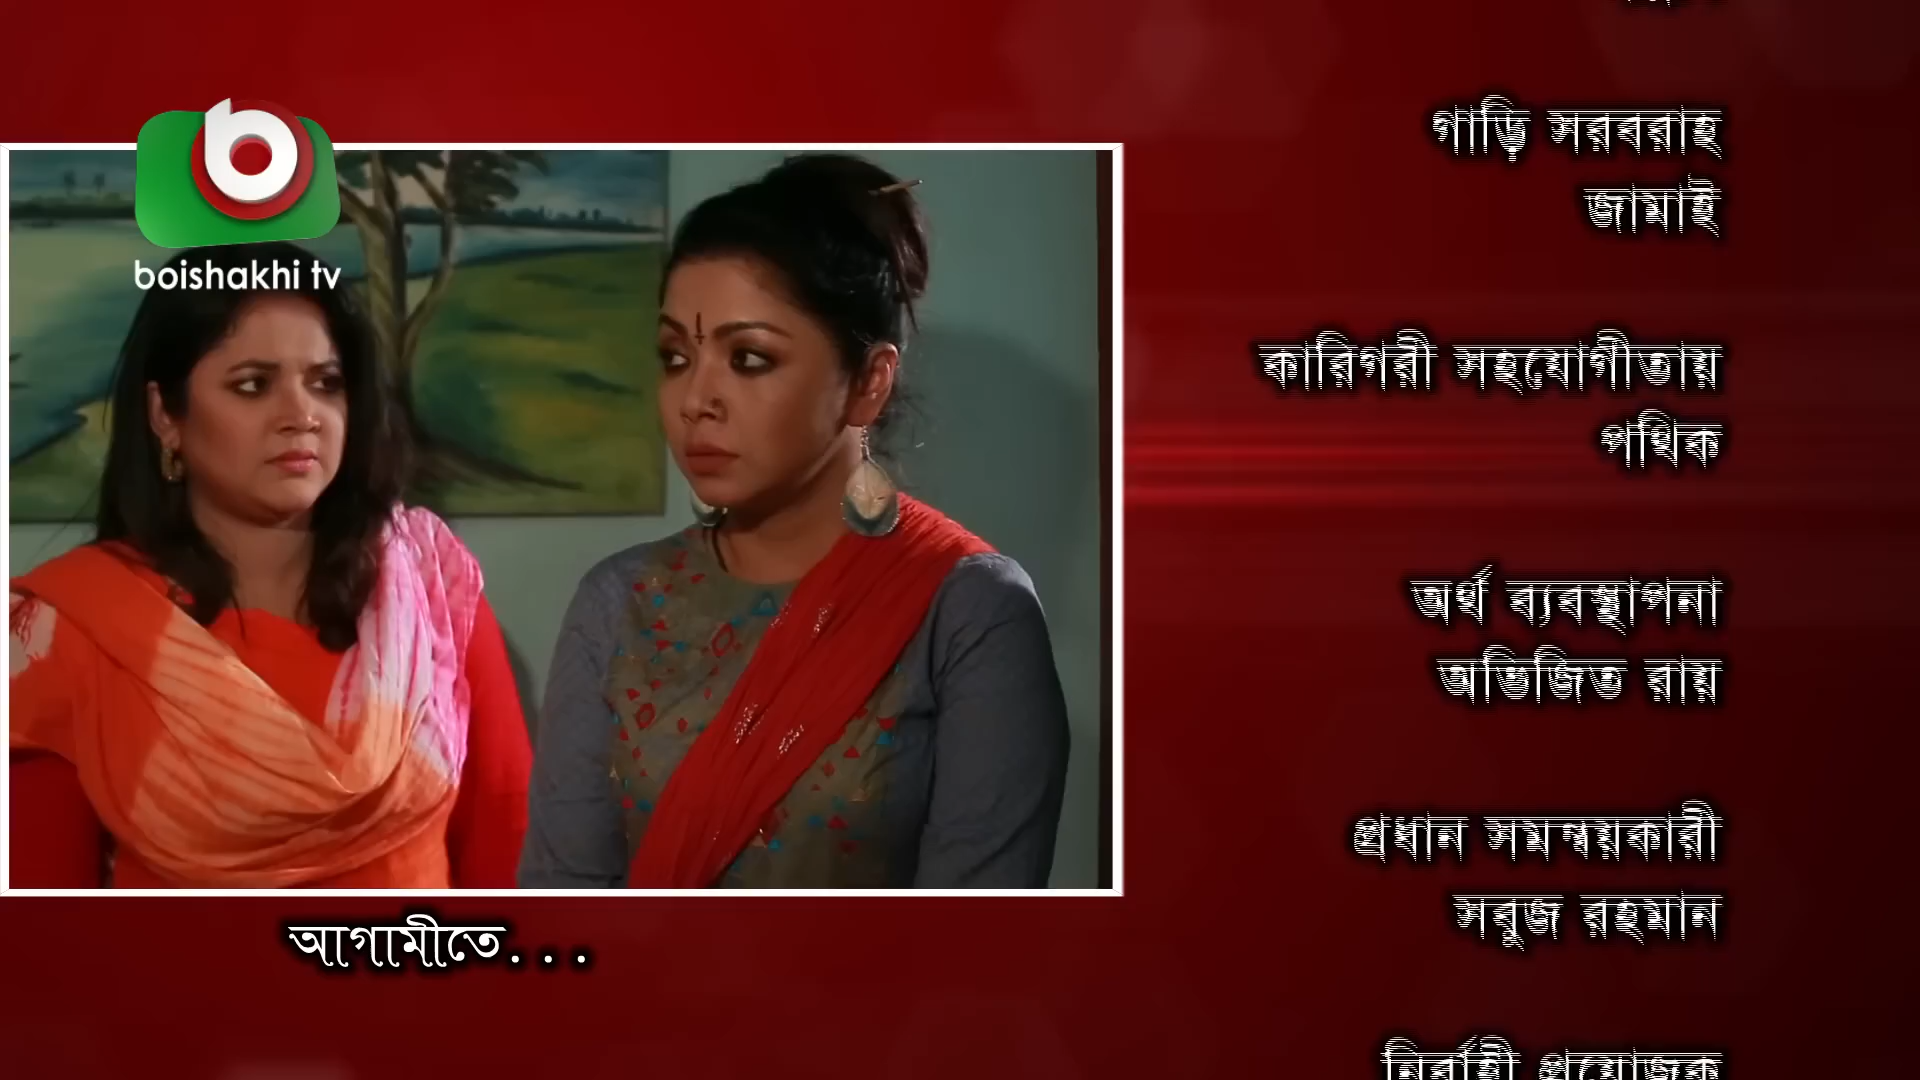 boishakhi tv
গাড়ি সরবরাহ
জামাই
কারিগরী সহযোগীতায়
পথিক
অর্থ ব্যবস্থাপনা
অভিজিত রায়
প্রধান সমন্বয়কারী
সবুজ রহমান
আগামীতে...
নির্বাহী প্রযোজক